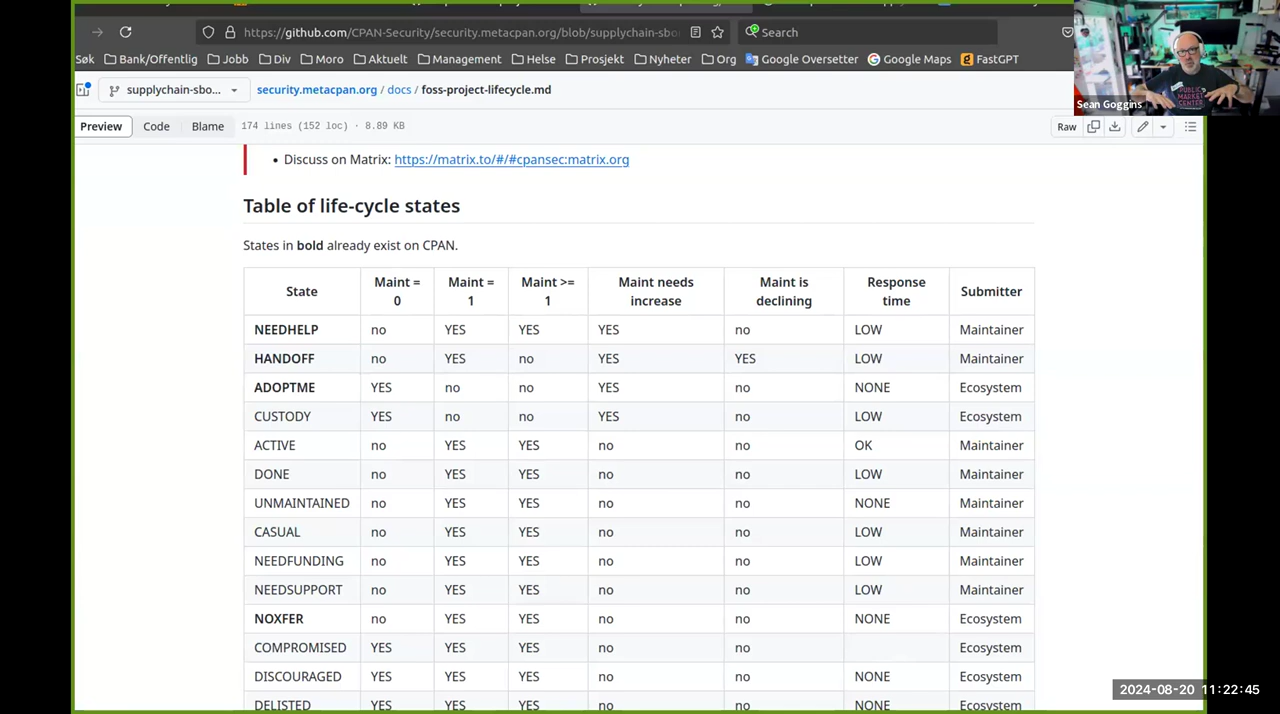 https://github.com/CPAN-Security/security.metacpan.org/blob/supplychain-sbo
Search
Søk Bank/Offentlig Jobb Div Moro Aktuelt Management Helse Prosjekt Nyheter Org Google Oversetter Google Maps FastGPT
supplychain-sbo... security.metacpan.org / docs / foss-project-lifecycle.md
Sean Goggins
PUBLIC MARKET CENTER
Preview Code Blame 174 lines (152 loc) · 8.89 KB Raw
• Discuss on Matrix: https://matrix.to/#/#cpansec:matrix.org
Table of life-cycle states
States in bold already exist on CPAN.
State Maint = 0 Maint = 1 Maint >= 1 Maint needs increase Maint is declining Response time Submitter
NEEDHELP no YES YES YES no LOW Maintainer
HANDOFF no YES no YES YES LOW Maintainer
ADOPTME YES no no YES no NONE Ecosystem
CUSTODY YES no no YES no LOW Ecosystem
ACTIVE no YES YES no no OK Maintainer
DONE no YES YES no no LOW Maintainer
UNMAINTAINED no YES YES no no NONE Maintainer
CASUAL no YES YES no no LOW Maintainer
NEEDFUNDING no YES YES no no LOW Maintainer
NEEDSUPPORT no YES YES no no LOW Maintainer
NOXFER no YES YES no no NONE Ecosystem
COMPROMISED YES YES YES no no Ecosystem
DISCOURAGED YES YES YES no no NONE Ecosystem
DELISTED YES YES YES no no NONE Ecosystem
2024-08-20 11:22:45